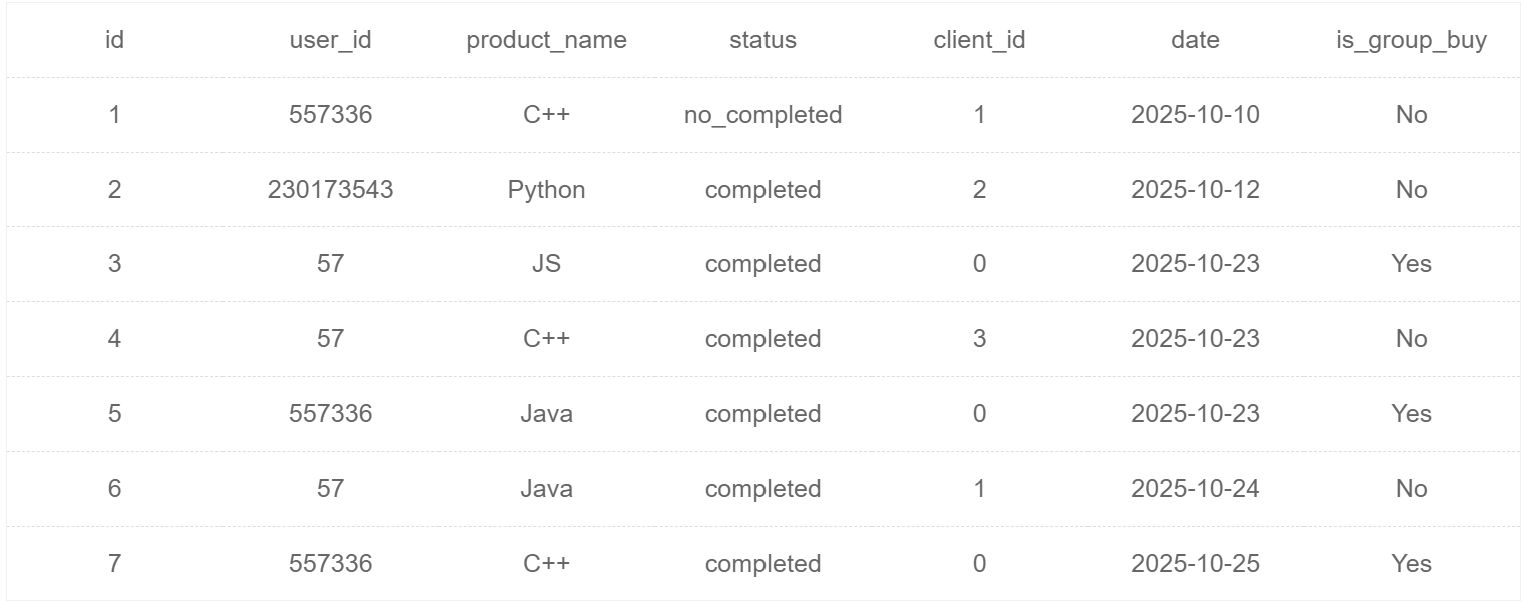 id user_id product_name status client_id date is_group_buy
1 557336 C++ no_completed 1 2025-10-10 No
2 230173543 Python completed 2 2025-10-12 No
3 57 JS completed 0 2025-10-23 Yes
4 57 C++ completed 3 2025-10-23 No
5 557336 Java completed 0 2025-10-23 Yes
6 57 Java completed 1 2025-10-24 No
7 557336 C++ completed 0 2025-10-25 Yes